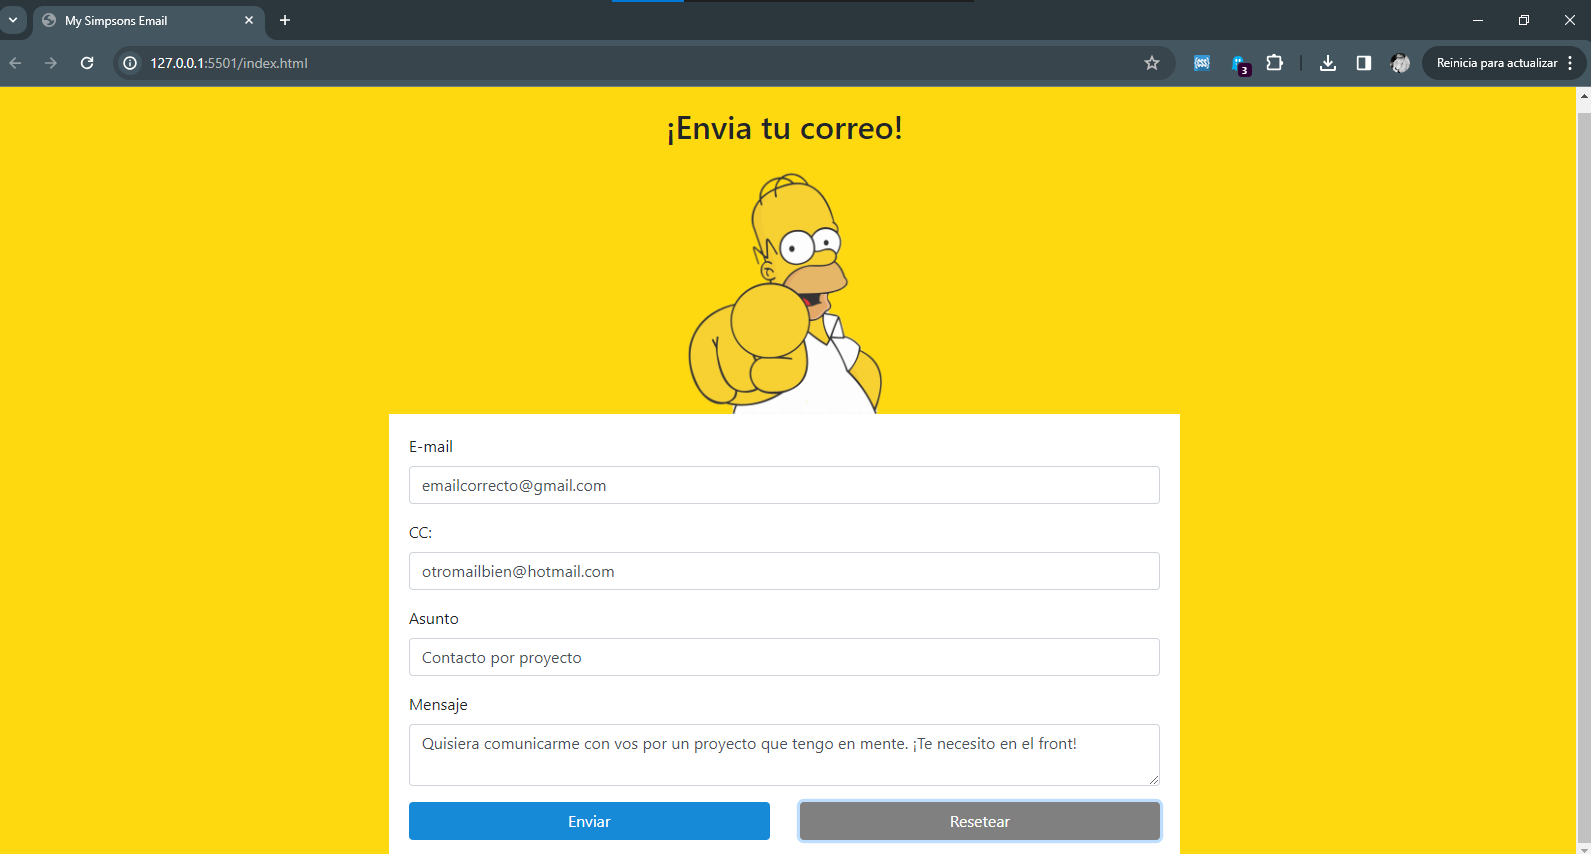 My Simpsons Email
127.0.0.1:5501/index.html
3
Reinicia para actualizar
¡Envia tu correo!
E-mail
emailcorrecto@gmail.com
CC:
otromailbien@hotmail.com
Asunto
Contacto por proyecto
Mensaje
Quisiera comunicarme con vos por un proyecto que tengo en mente. ¡Te necesito en el front!
Enviar
Resetear